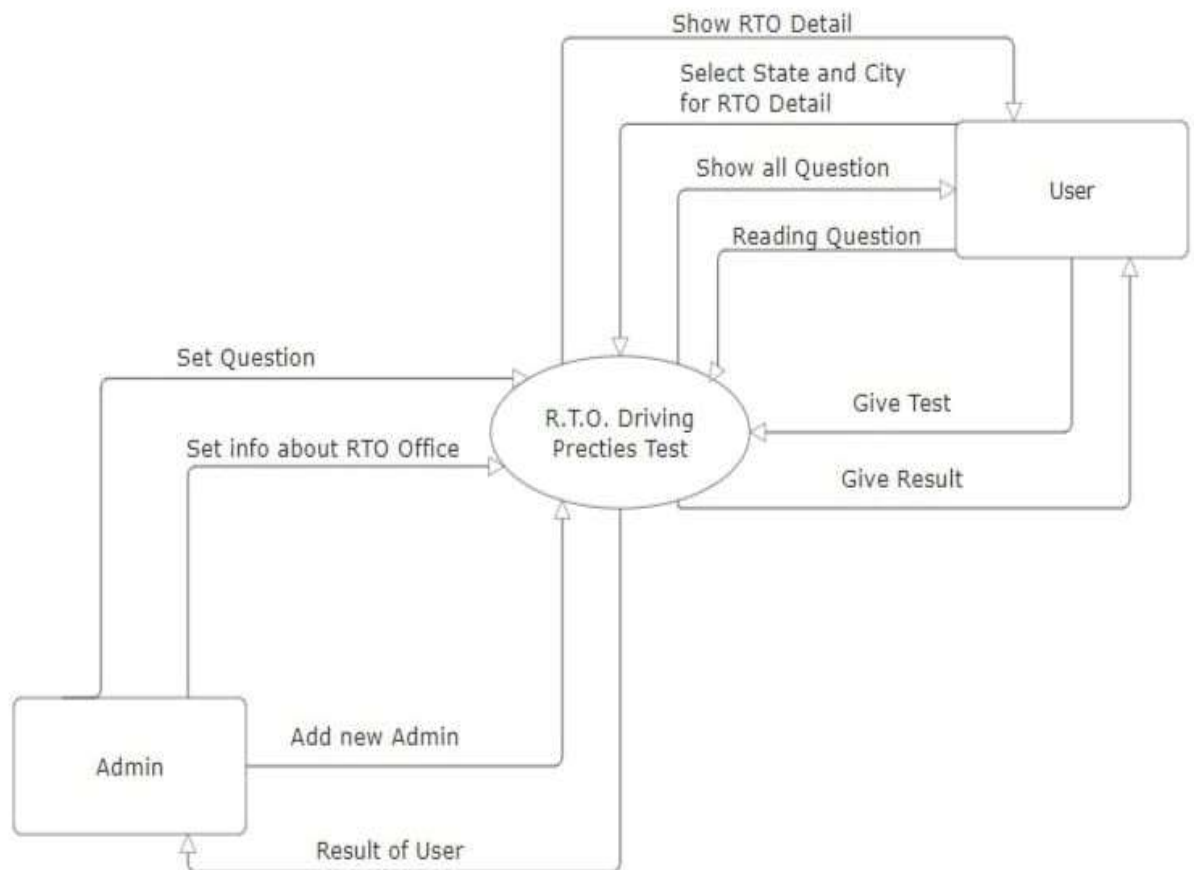 Show RTO Detail
Select State and City
for RTO Detail
Show all Question
User
Reading Question
Set Question
Give Test
R.T.O. Driving
Precties Test
Set info about RTO Office
Give Result
Add new Admin
Admin
Result of User